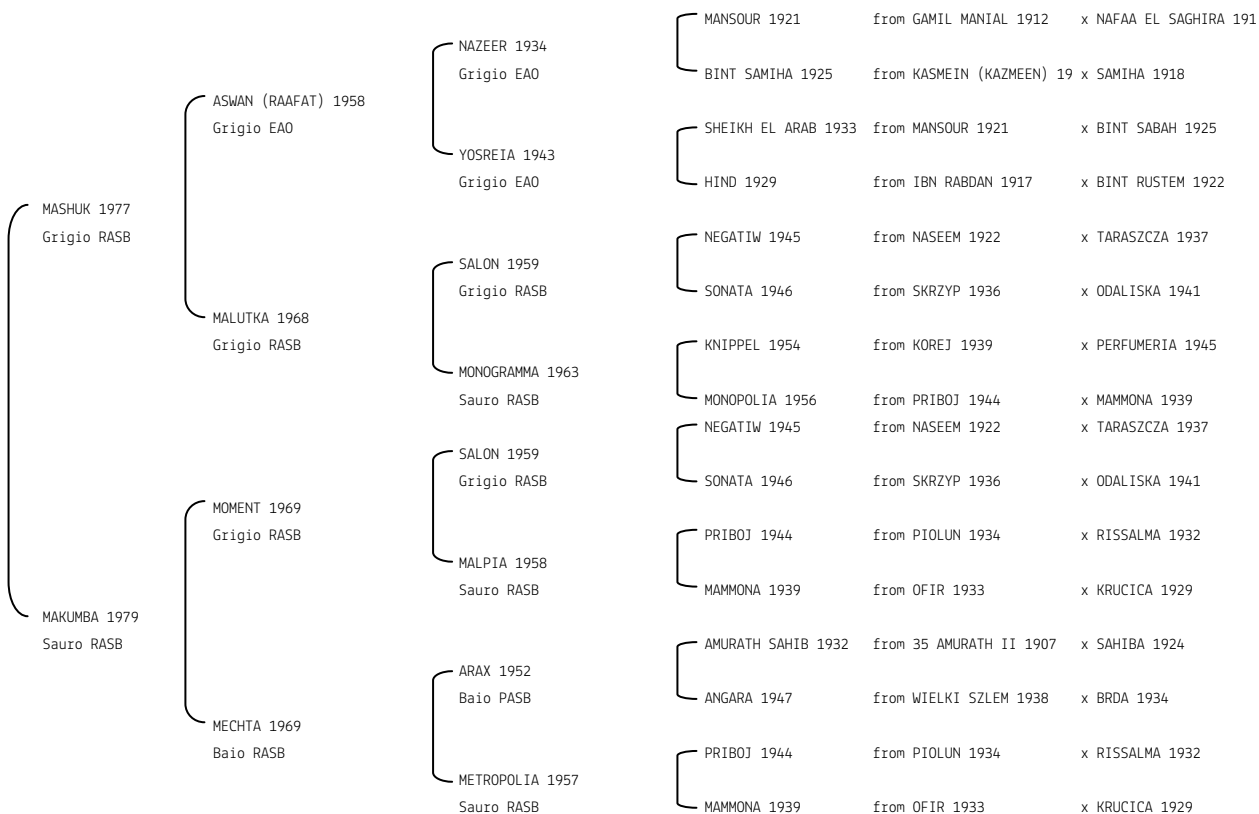 MANSOUR 1921 from GAMIL MANIAL 1912 x NAFAA EL SAGHIRA 191
NAZEER 1934
Grigio EAO
BINT SAMIHA 1925 from KASMEIN (KAZMEEN) 19 x SAMIHA 1918
ASWAN (RAAFAT) 1958
Grigio EAO
SHEIKH EL ARAB 1933 from MANSOUR 1921 x BINT SABAH 1925
YOSREIA 1943
Grigio EAO
HIND 1929 from IBN RABDAN 1917 x BINT RUSTEM 1922
MASHUK 1977
Grigio RASB
NEGATIW 1945 from NASEEM 1922 x TARASZCZA 1937
SALON 1959
Grigio RASB
SONATA 1946 from SKRZYP 1936 x ODALISKA 1941
MALUTKA 1968
Grigio RASB
KNIPPEL 1954 from KOREJ 1939 x PERFUMERIA 1945
MONOGRAMMA 1963
Sauro RASB
MONOPOLIA 1956 from PRIBOJ 1944 x MAMMONA 1939
NEGATIW 1945 from NASEEM 1922 x TARASZCZA 1937
SALON 1959
Grigio RASB
SONATA 1946 from SKRZYP 1936 x ODALISKA 1941
MOMENT 1969
Grigio RASB
PRIBOJ 1944 from PIOLUN 1934 x RISSALMA 1932
MALPIA 1958
Sauro RASB
MAMMONA 1939 from OFIR 1933 x KRUCICA 1929
MAKUMBA 1979
Sauro RASB
AMURATH SAHIB 1932 from 35 AMURATH II 1907 x SAHIBA 1924
ARAX 1952
Baio PASB
ANGARA 1947 from WIELKI SZLEM 1938 x BRDA 1934
MECHTA 1969
Baio RASB
PRIBOJ 1944 from PIOLUN 1934 x RISSALMA 1932
METROPOLIA 1957
Sauro RASB
MAMMONA 1939 from OFIR 1933 x KRUCICA 1929